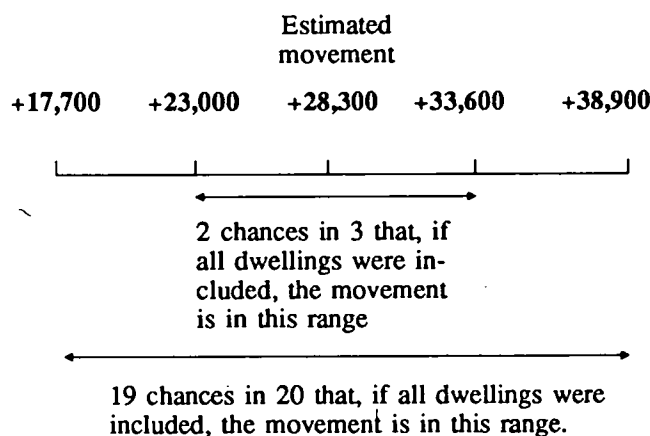 Estimated
movement
+17,700 +23,000 +28,300 +33,600 +38,900
2 chances in 3 that, if
all dwellings were in-
cluded, the movement
is in this range
19 chances in 20 that, if all dwellings were
included, the movement is in this range.